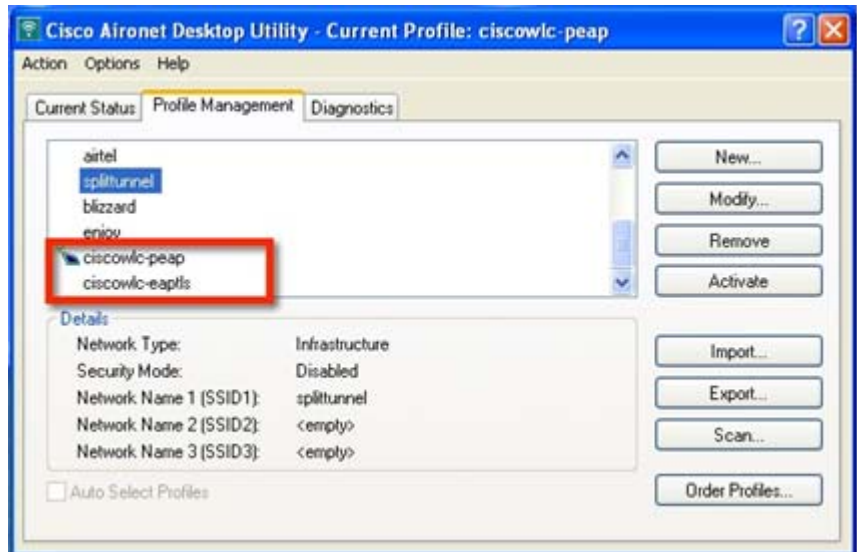 Cisco Aironet Desktop Utility - Current Profile: ciscowlc-peap
Action Options Help
Current Status Profile Management Diagnostics
airtel
splittunnel
blizzard
enjoy
ciscowlc-peap
ciscowlc-eaptls
New...
Modify...
Remove
Activate
Details
Network Type: Infrastructure
Security Mode: Disabled
Network Name 1 (SSID1): splittunnel
Network Name 2 (SSID2): <empty>
Network Name 3 (SSID3): <empty>
Auto Select Profiles
Import...
Export...
Scan...
Order Profiles...